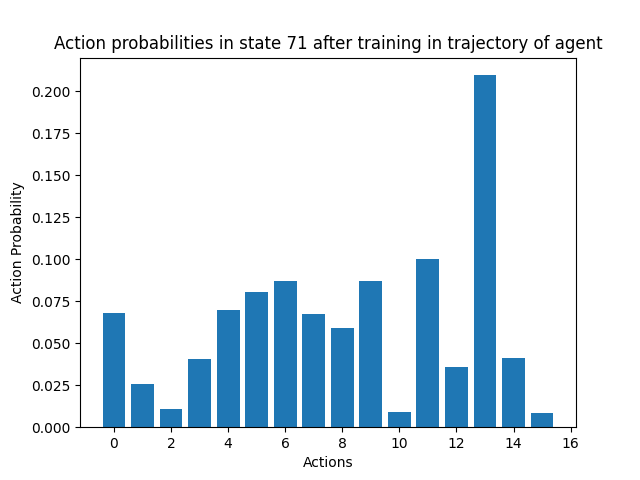 Action probabilities in state 71 after training in trajectory of agent
0.200
0.175
0.150
0.125
0.100
0.075
0.050
0.025
0.000
Action Probability
0 2 4 6 8 10 12 14 16
Actions